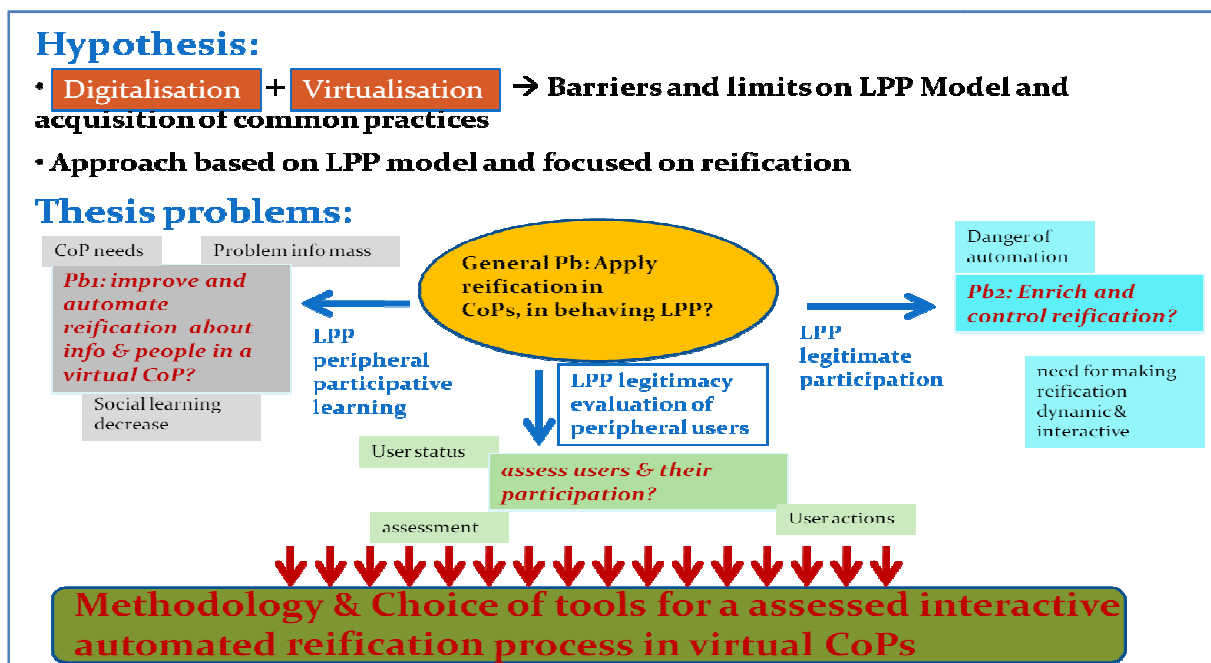 Hypothesis:
• Digitalisation + Virtualisation → Barriers and limits on LPP Model and
acquisition of common practices
• Approach based on LPP model and focused on reification
Thesis problems:
CoP needs
Problem info mass
Pb1: improve and
automate
reification about
info & people in a
virtual CoP?
Social learning
decrease
LPP
peripheral
participative
learning
General Pb: Apply
reification in
CoPs, in behaving LPP?
LPP legitimacy
evaluation of
peripheral users
LPP
legitimate
participation
Danger of
automation
Pb2: Enrich and
control reification?
need for making
reification
dynamic &
interactive
User status
assess users & their
participation?
assessment
User actions
Methodology & Choice of tools for a assessed interactive
automated reification process in virtual CoPs